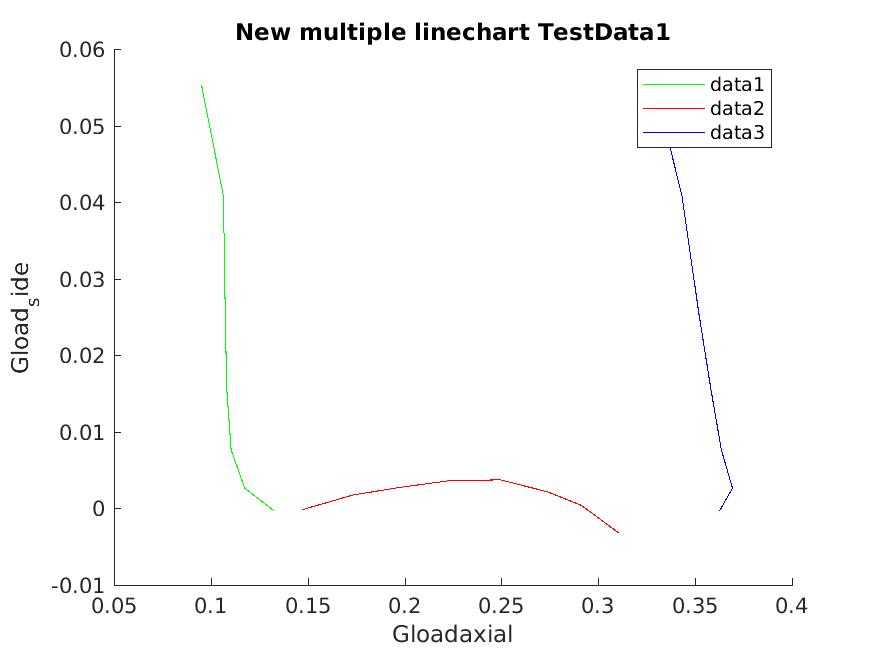 New multiple linechart TestData1
0.06
0.05
0.04
0.03
0.02
0.01
0
-0.01
Gload_side
data1
data2
data3
0.05 0.1 0.15 0.2 0.25 0.3 0.35 0.4
Gloadaxial